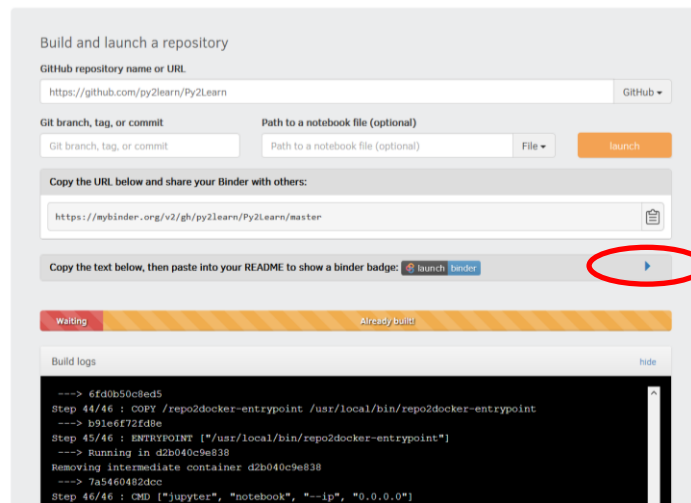 Build and launch a repository
GitHub repository name or URL
https://github.com/py2learn/Py2Learn
GitHub
Git branch, tag, or commit Path to a notebook file (optional)
Git branch, tag, or commit Path to a notebook file (optional) File launch
Copy the URL below and share your Binder with others:
https://mybinder.org/v2/gh/py2learn/Py2Learn/master
Copy the text below, then paste into your README to show a binder badge: launch binder
Waiting Already built!
Build logs hide
---> 6fd0b50c8ed5
Step 44/46 : COPY /repo2docker-entrypoint /usr/local/bin/repo2docker-entrypoint
---> b91e6f72fd8e
Step 45/46 : ENTRYPOINT ["/usr/local/bin/repo2docker-entrypoint"]
---> Running in d2b040c9e838
Removing intermediate container d2b040c9e838
---> 7a5460482dcc
Step 46/46 : CMD ["jupyter", "notebook", "--ip", "0.0.0.0"]